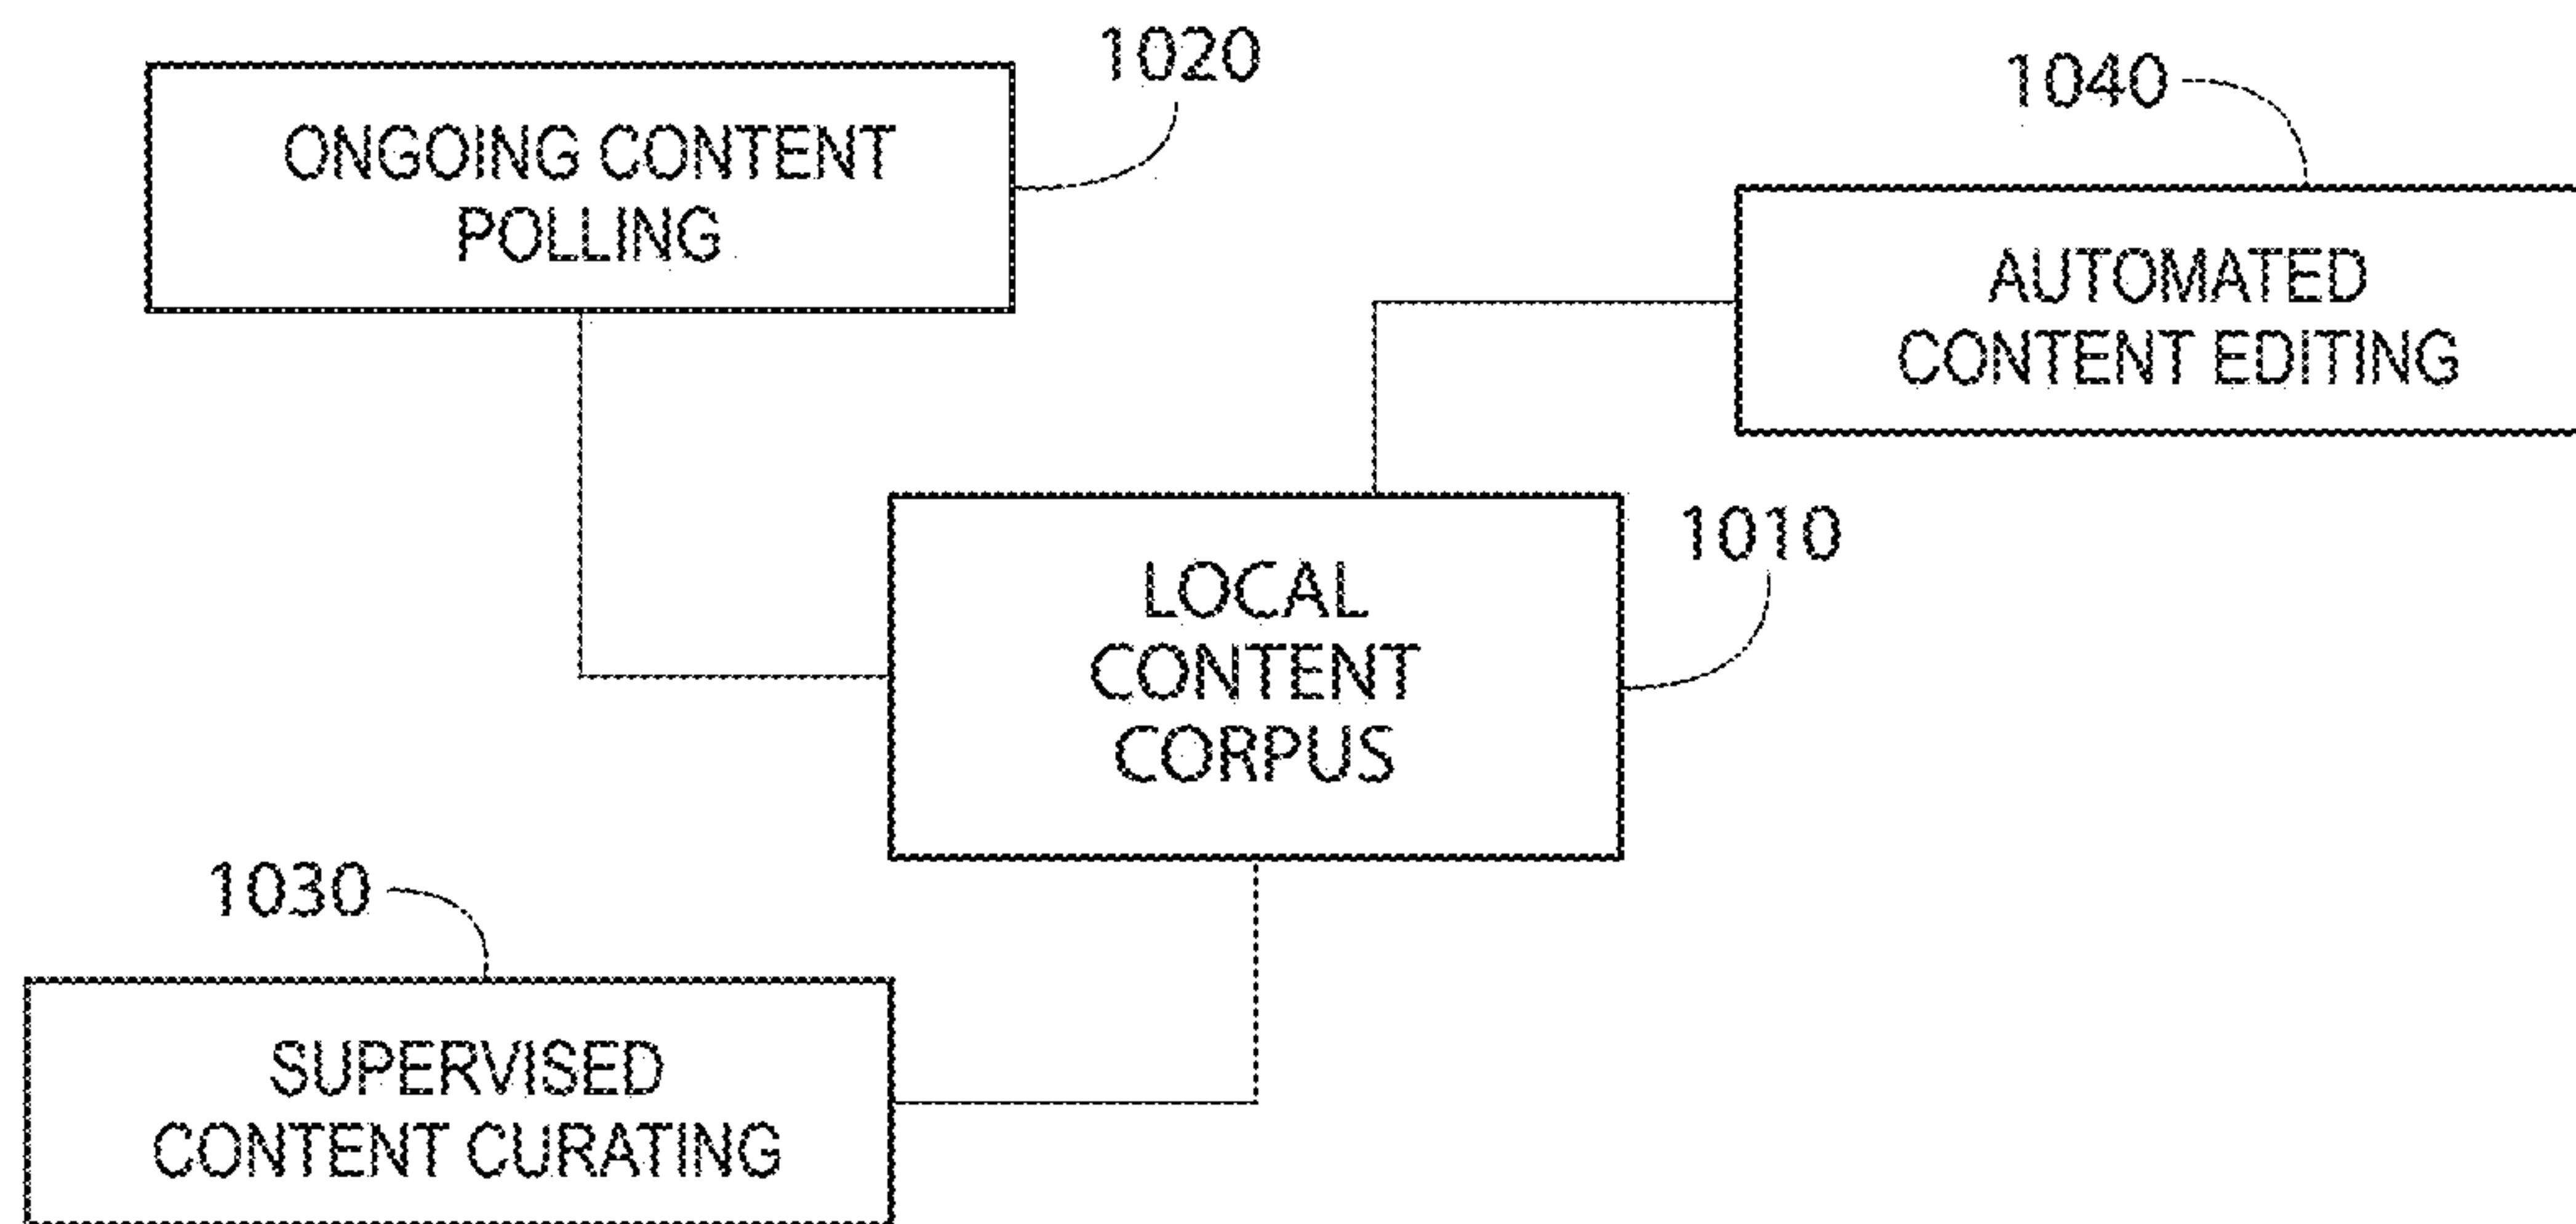 1020
ONGOING CONTENT
POLLING
1040
AUTOMATED
CONTENT EDITING
1010
LOCAL
CONTENT
CORPUS
1030
SUPERVISED
CONTENT CURATING